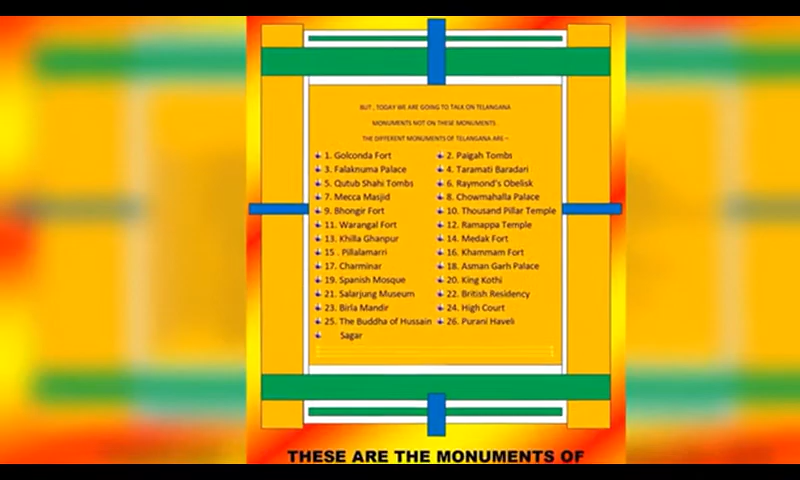 BUT , TODAY WE ARE GOING TO TALK ON TELANGANA
MONUMENTS NOT ON THESE MONUMENTS.
THE DIFFERENT MONUMENTS OF TELANGANA ARE:-
1. Golconda Fort
2. Paigah Tombs
3. Falaknuma Palace
4. Taramati Baradari
5. Qutub Shahi Tombs
6. Raymond's Obelisk
7. Mecca Masjid
8. Chowmahalla Palace
9. Bhongir Fort
10. Thousand Pillar Temple
11. Warangal Fort
12. Ramappa Temple
13. Khilla Ghanpur
14. Medak Fort
15 . Pillalamarri
16. Khammam Fort
17. Charminar
18. Asman Garh Palace
19. Spanish Mosque
20. King Kothi
21. Salarjung Museum
22. British Residency
23. Birla Mandir
24. High Court
25. The Buddha of Hussain
26. Purani Haveli
Sagar
THESE ARE THE MONUMENTS OF